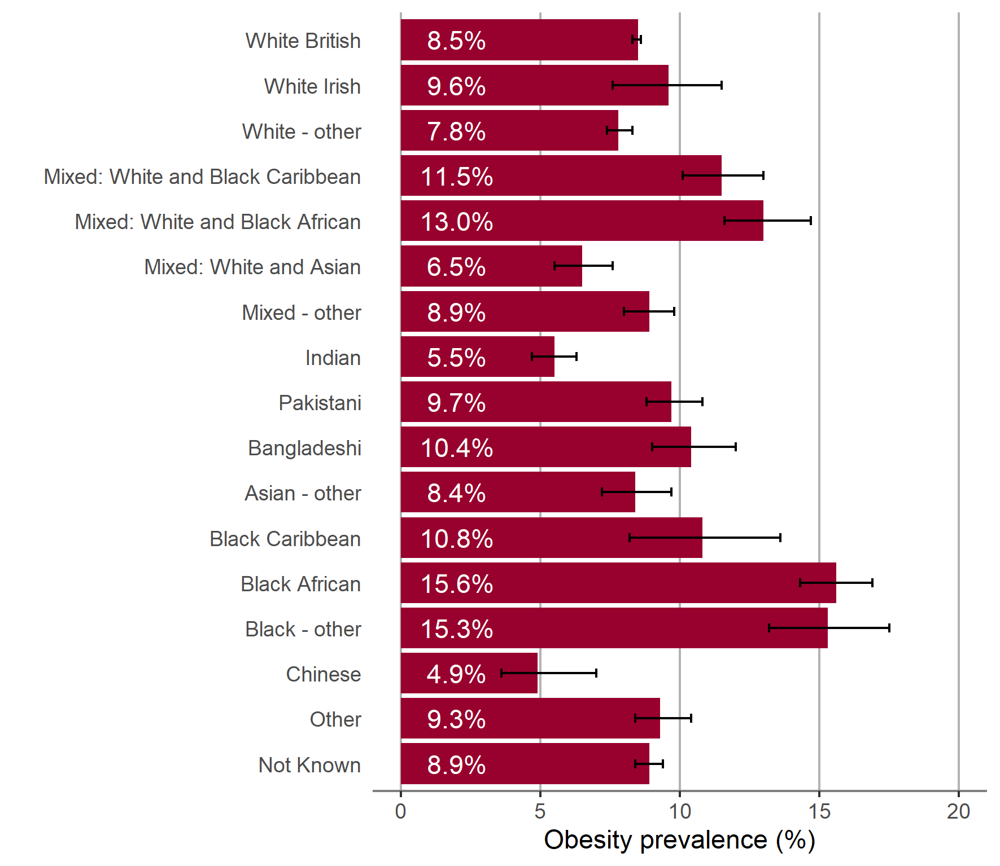 White British 8.5%
White Irish 9.6%
White - other 7.8%
Mixed: White and Black Caribbean 11.5%
Mixed: White and Black African 13.0%
Mixed: White and Asian 6.5%
Mixed - other 8.9%
Indian 5.5%
Pakistani 9.7%
Bangladeshi 10.4%
Asian - other 8.4%
Black Caribbean 10.8%
Black African 15.6%
Black - other 15.3%
Chinese 4.9%
Other 9.3%
Not Known 8.9%
0 5 10 15 20
Obesity prevalence (%)